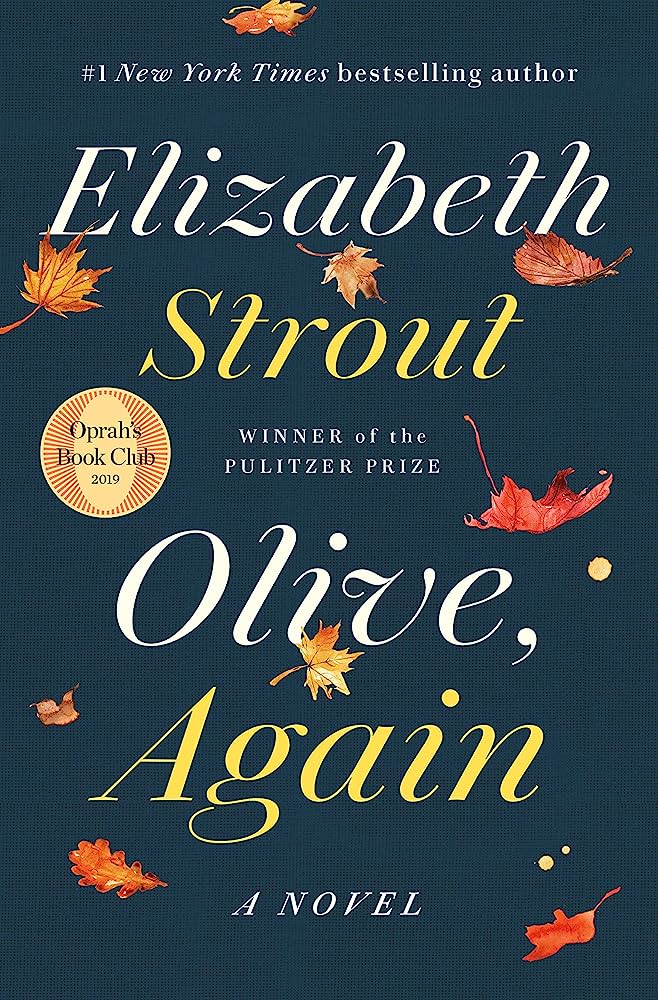 #1 New York Times bestselling author
Elizabeth
Strout
Oprah's
Book Club
2019
WINNER of the
PULITZER PRIZE
Olive,
Again
A NOVEL